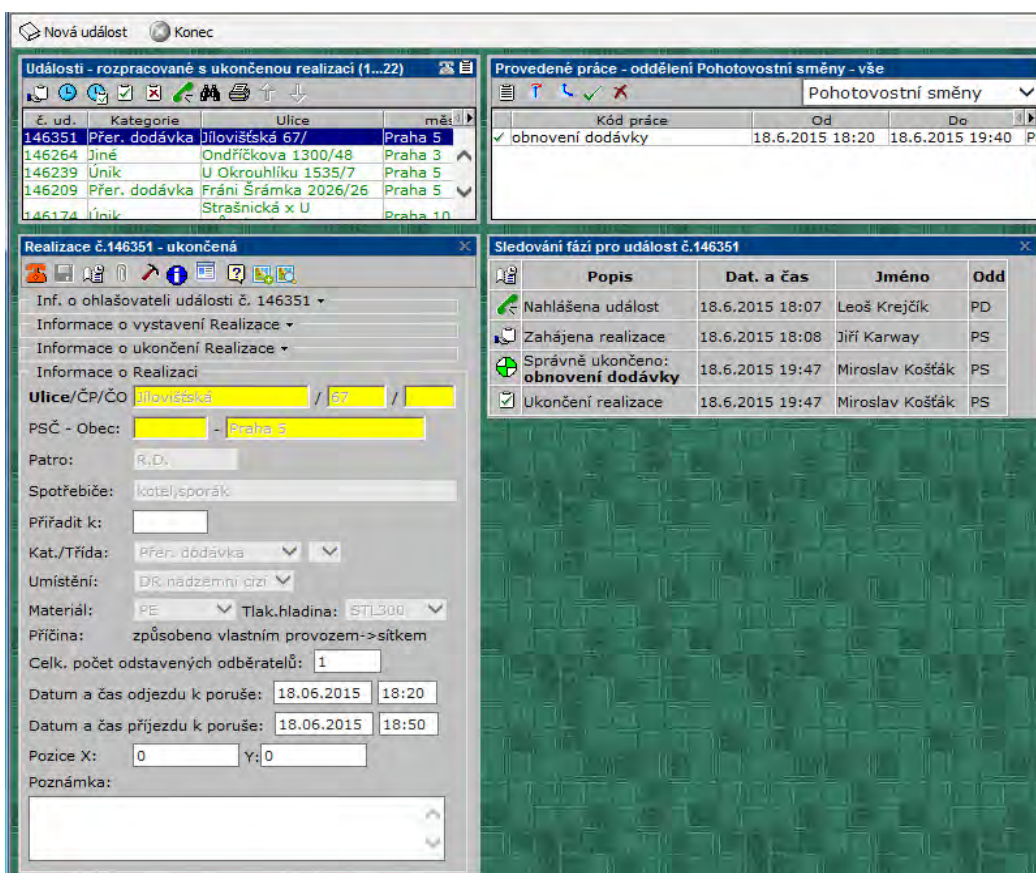 Nová událost Konec
Události - rozpracované s ukončenou realizací (1...22)
č. ud. Kategorie Ulice měs
146351 Přer. dodávka Jílovišťská 67/ Praha 5
146264 Jiné Ondříčkova 1300/48 Praha 3
146239 Únik U Okrouhlíku 1535/7 Praha 5
146209 Přer. dodávka Fráni Šrámka 2026/26 Praha 5
146174 Únik Strašnická x U Praha 10
Provedené práce - oddělení Pohotovostní směny - vše
Pohotovostní směny
Kód práce Od Do
obnovení dodávky 18.6.2015 18:20 18.6.2015 19:40 P
Realizace č.146351 - ukončená
Inf. o ohlašovateli události č. 146351
Informace o vystavení Realizace
Informace o ukončení Realizace
Informace o Realizaci
Ulice/ČP/ČO Jílovišťská / 67 /
PSČ - Obec: - Praha 5
Patro: R.D.
Spotřebiče: kotel,sporák
Přiřadit k:
Kat./Třída: Přer. dodávka
Umístění: DR nadzemní cizí
Materiál: PE Tlak.hladina: STL300
Příčina: způsobeno vlastním provozem->sítkem
Celk. počet odstavených odběratelů: 1
Datum a čas odjezdu k poruše: 18.06.2015 18:20
Datum a čas příjezdu k poruše: 18.06.2015 18:50
Pozice X: 0 Y: 0
Poznámka:
Sledování fází pro událost č.146351
Popis Dat. a čas Jméno Odd
Nahlášena událost 18.6.2015 18:07 Leoš Krejčík PD
Zahájena realizace 18.6.2015 18:08 Jiří Karway PS
Správně ukončeno:
obnovení dodávky 18.6.2015 19:47 Miroslav Košťák PS
Ukončení realizace 18.6.2015 19:47 Miroslav Košťák PS